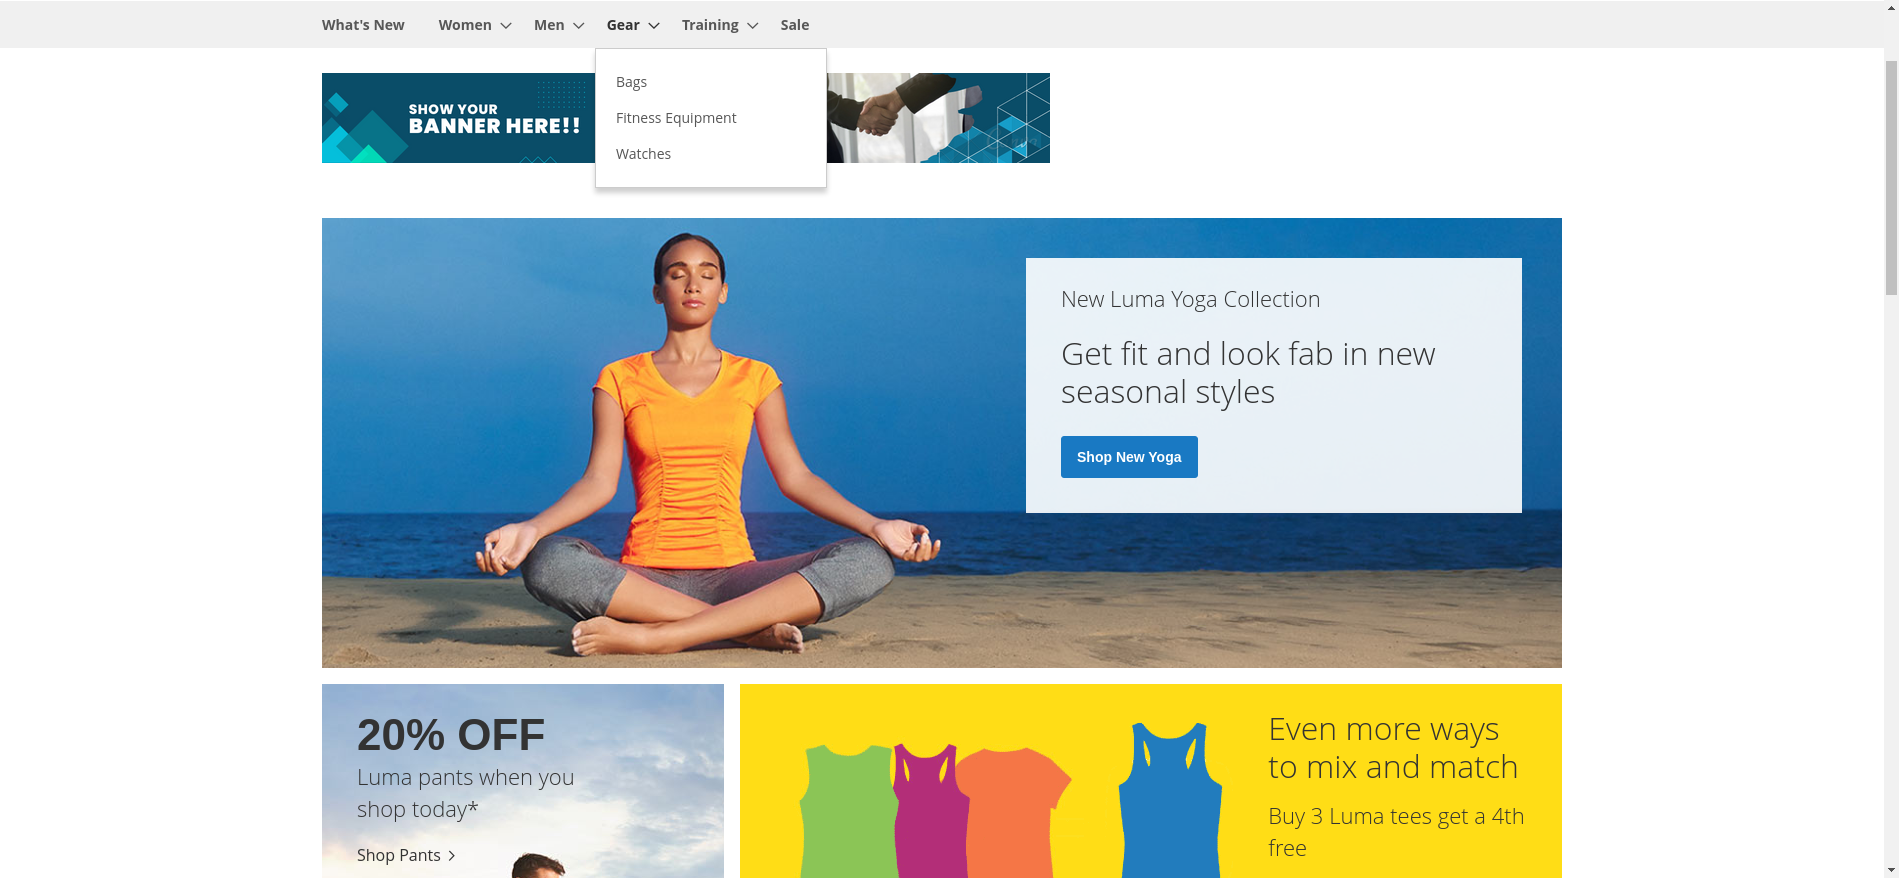 What's New
Women
Men
Gear
Training
Sale
Bags
Fitness Equipment
Watches
SHOW YOUR
BANNER HERE!!
New Luma Yoga Collection
Get fit and look fab in new
seasonal styles
Shop New Yoga
20% OFF
Luma pants when you
shop today*
Shop Pants
Even more ways
to mix and match
Buy 3 Luma tees get a 4th
free